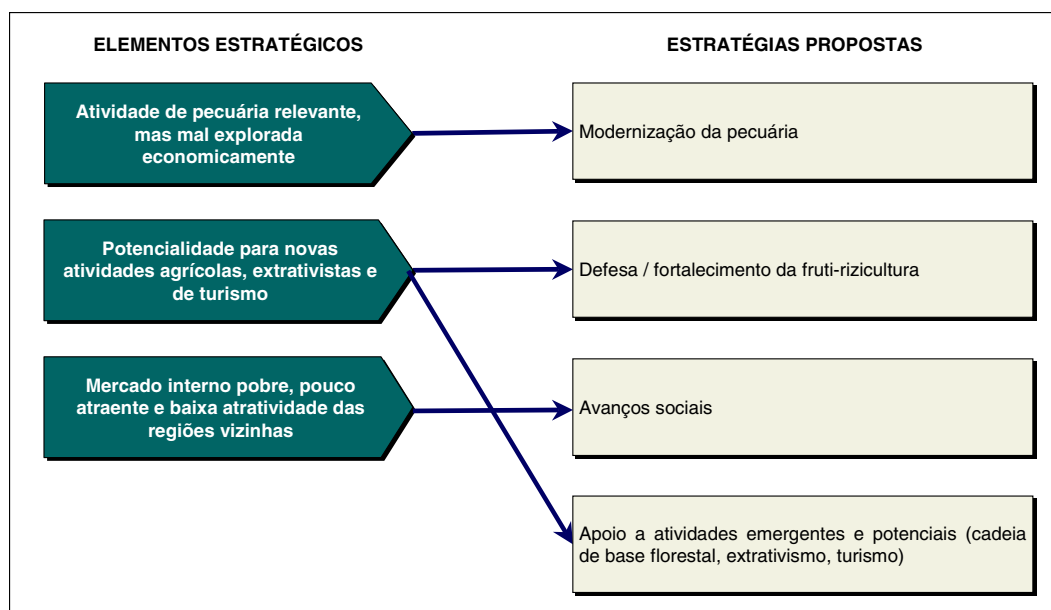 ELEMENTOS ESTRATÉGICOS
ESTRATÉGIAS PROPOSTAS
Atividade de pecuária relevante,
mas mal explorada
economicamente
Modernização da pecuária
Potencialidade para novas
atividades agrícolas, extrativistas e
de turismo
Defesa / fortalecimento da fruti-rizicultura
Mercado interno pobre, pouco
atraente e baixa atratividade das
regiões vizinhas
Avanços sociais
Apoio a atividades emergentes e potenciais (cadeia
de base florestal, extrativismo, turismo)